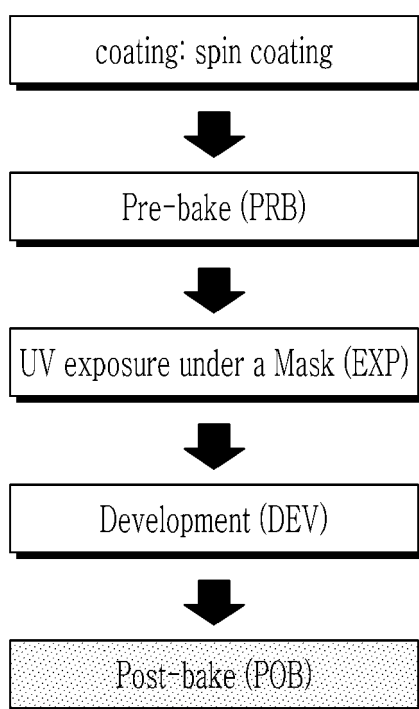 coating: spin coating
Pre-bake (PRB)
UV exposure under a Mask (EXP)
Development (DEV)
Post-bake (POB)